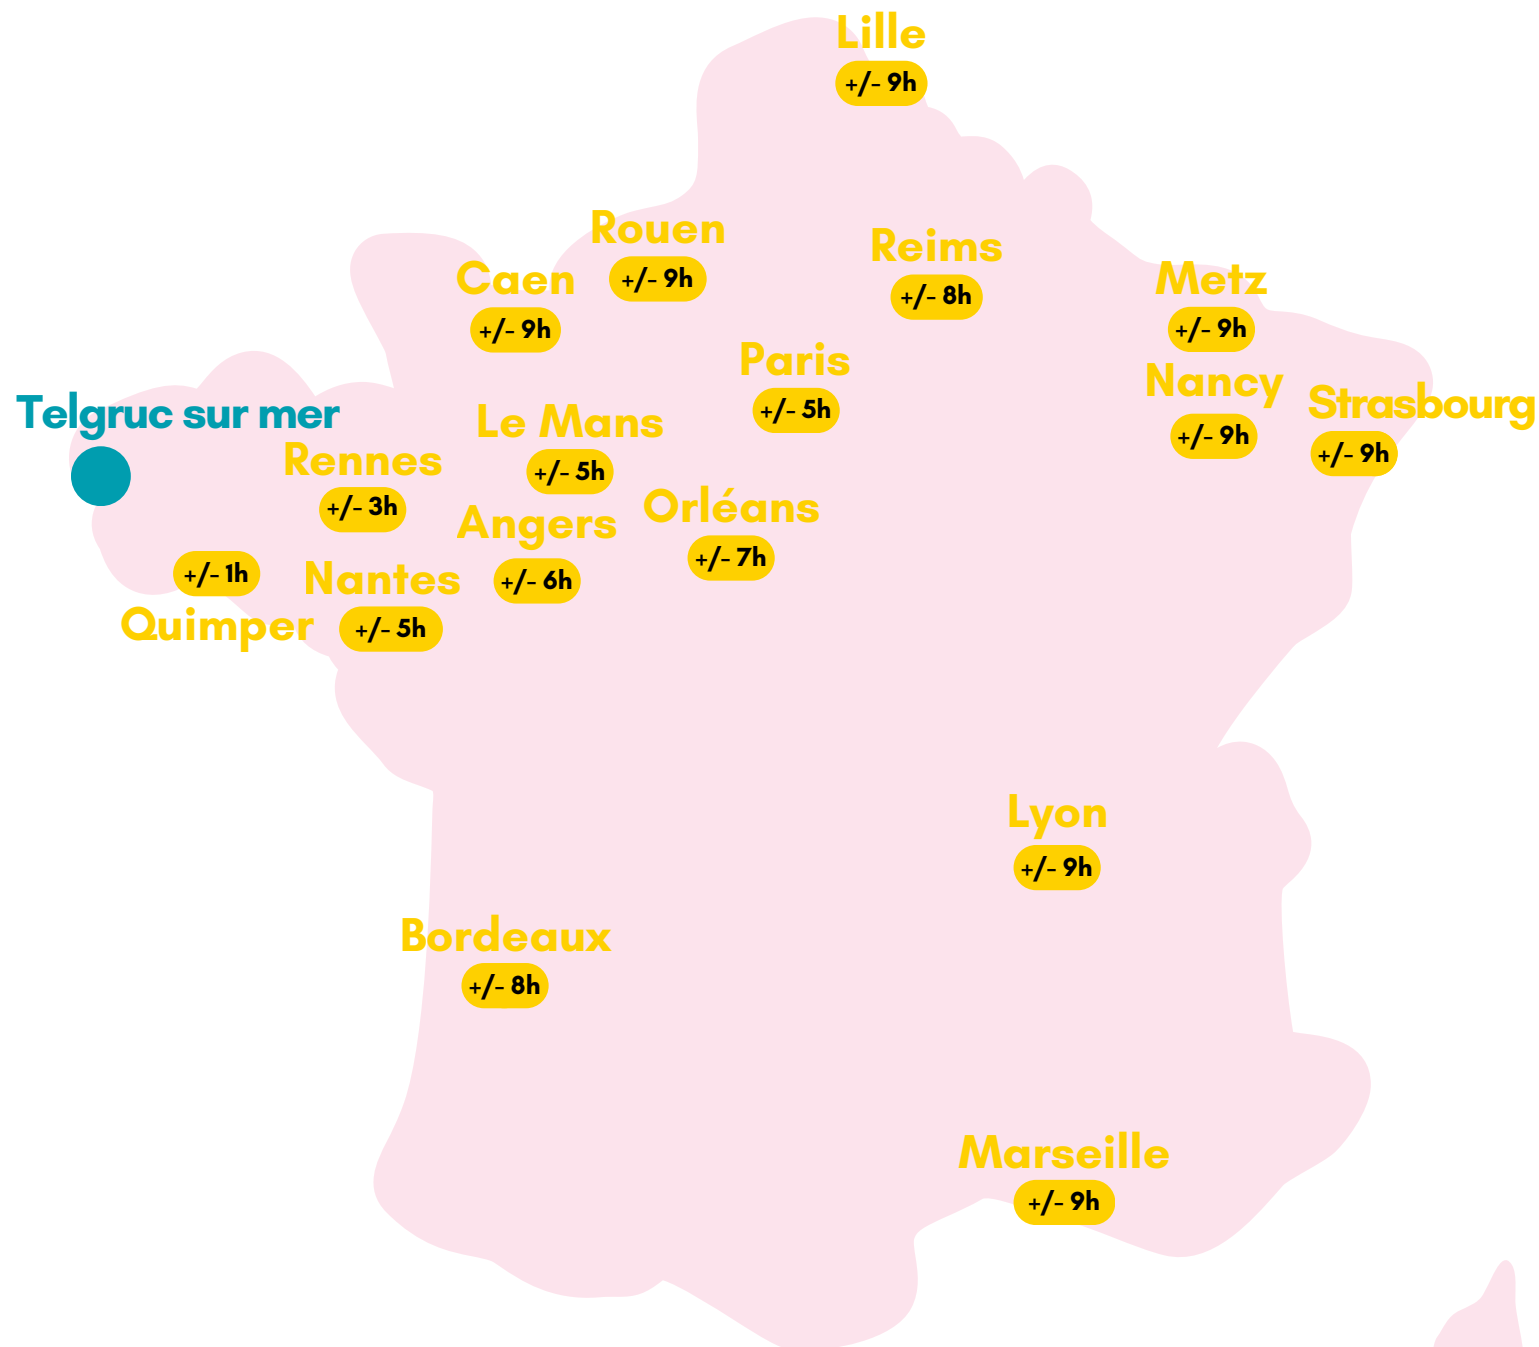 Lille
+/- 9h
Rouen
+/- 9h
Reims
+/- 8h
Caen
+/- 9h
Metz
+/- 9h
Paris
+/- 5h
Nancy
+/- 9h
Strasbourg
+/- 9h
Telgruc sur mer
Le Mans
+/- 5h
Rennes
+/- 3h
Orléans
+/- 7h
Angers
+/- 6h
+/- 1h
Quimper
Nantes
+/- 5h
Lyon
+/- 9h
Bordeaux
+/- 8h
Marseille
+/- 9h